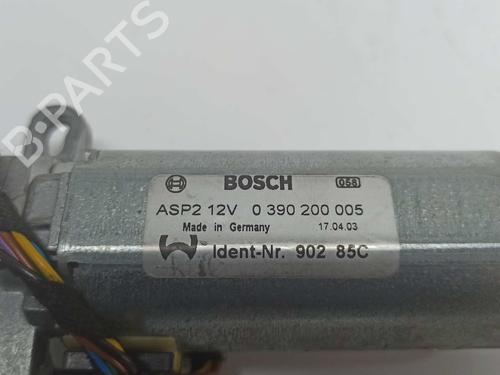 B-PARTS
BOSCH 058
ASP2 12V 0 390 200 005
Made in Germany 17.04.03
Ident-Nr. 902 85C